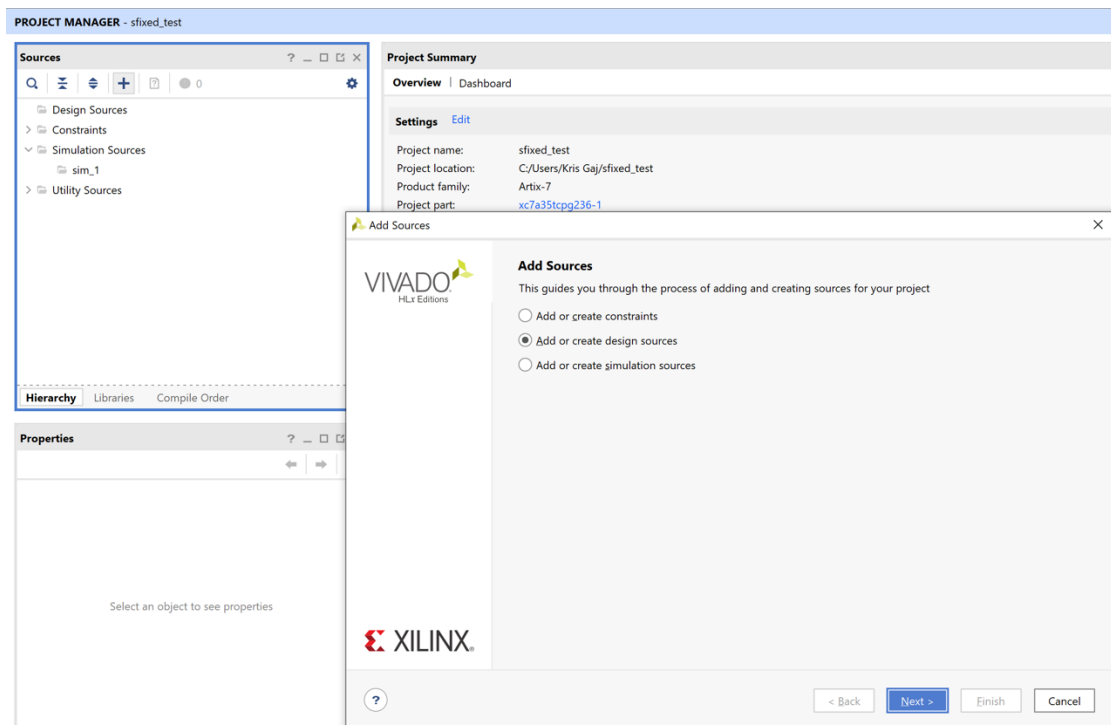 PROJECT MANAGER - sfixed_test
Sources
? _ □ X
0
Design Sources
Constraints
Simulation Sources
sim_1
Utility Sources
Hierarchy Libraries Compile Order
Properties
? _ □
Select an object to see properties
Project Summary
Overview | Dashboard
Settings Edit
Project name: sfixed_test
Project location: C:/Users/Kris Gaj/sfixed_test
Product family: Artix-7
Project part: xc7a35tcpg236-1
Add Sources
VIVADO.
HLx Editions
Add Sources
This guides you through the process of adding and creating sources for your project
Add or create constraints
Add or create design sources
Add or create simulation sources
XILINX.
?
< Back Next > Finish Cancel